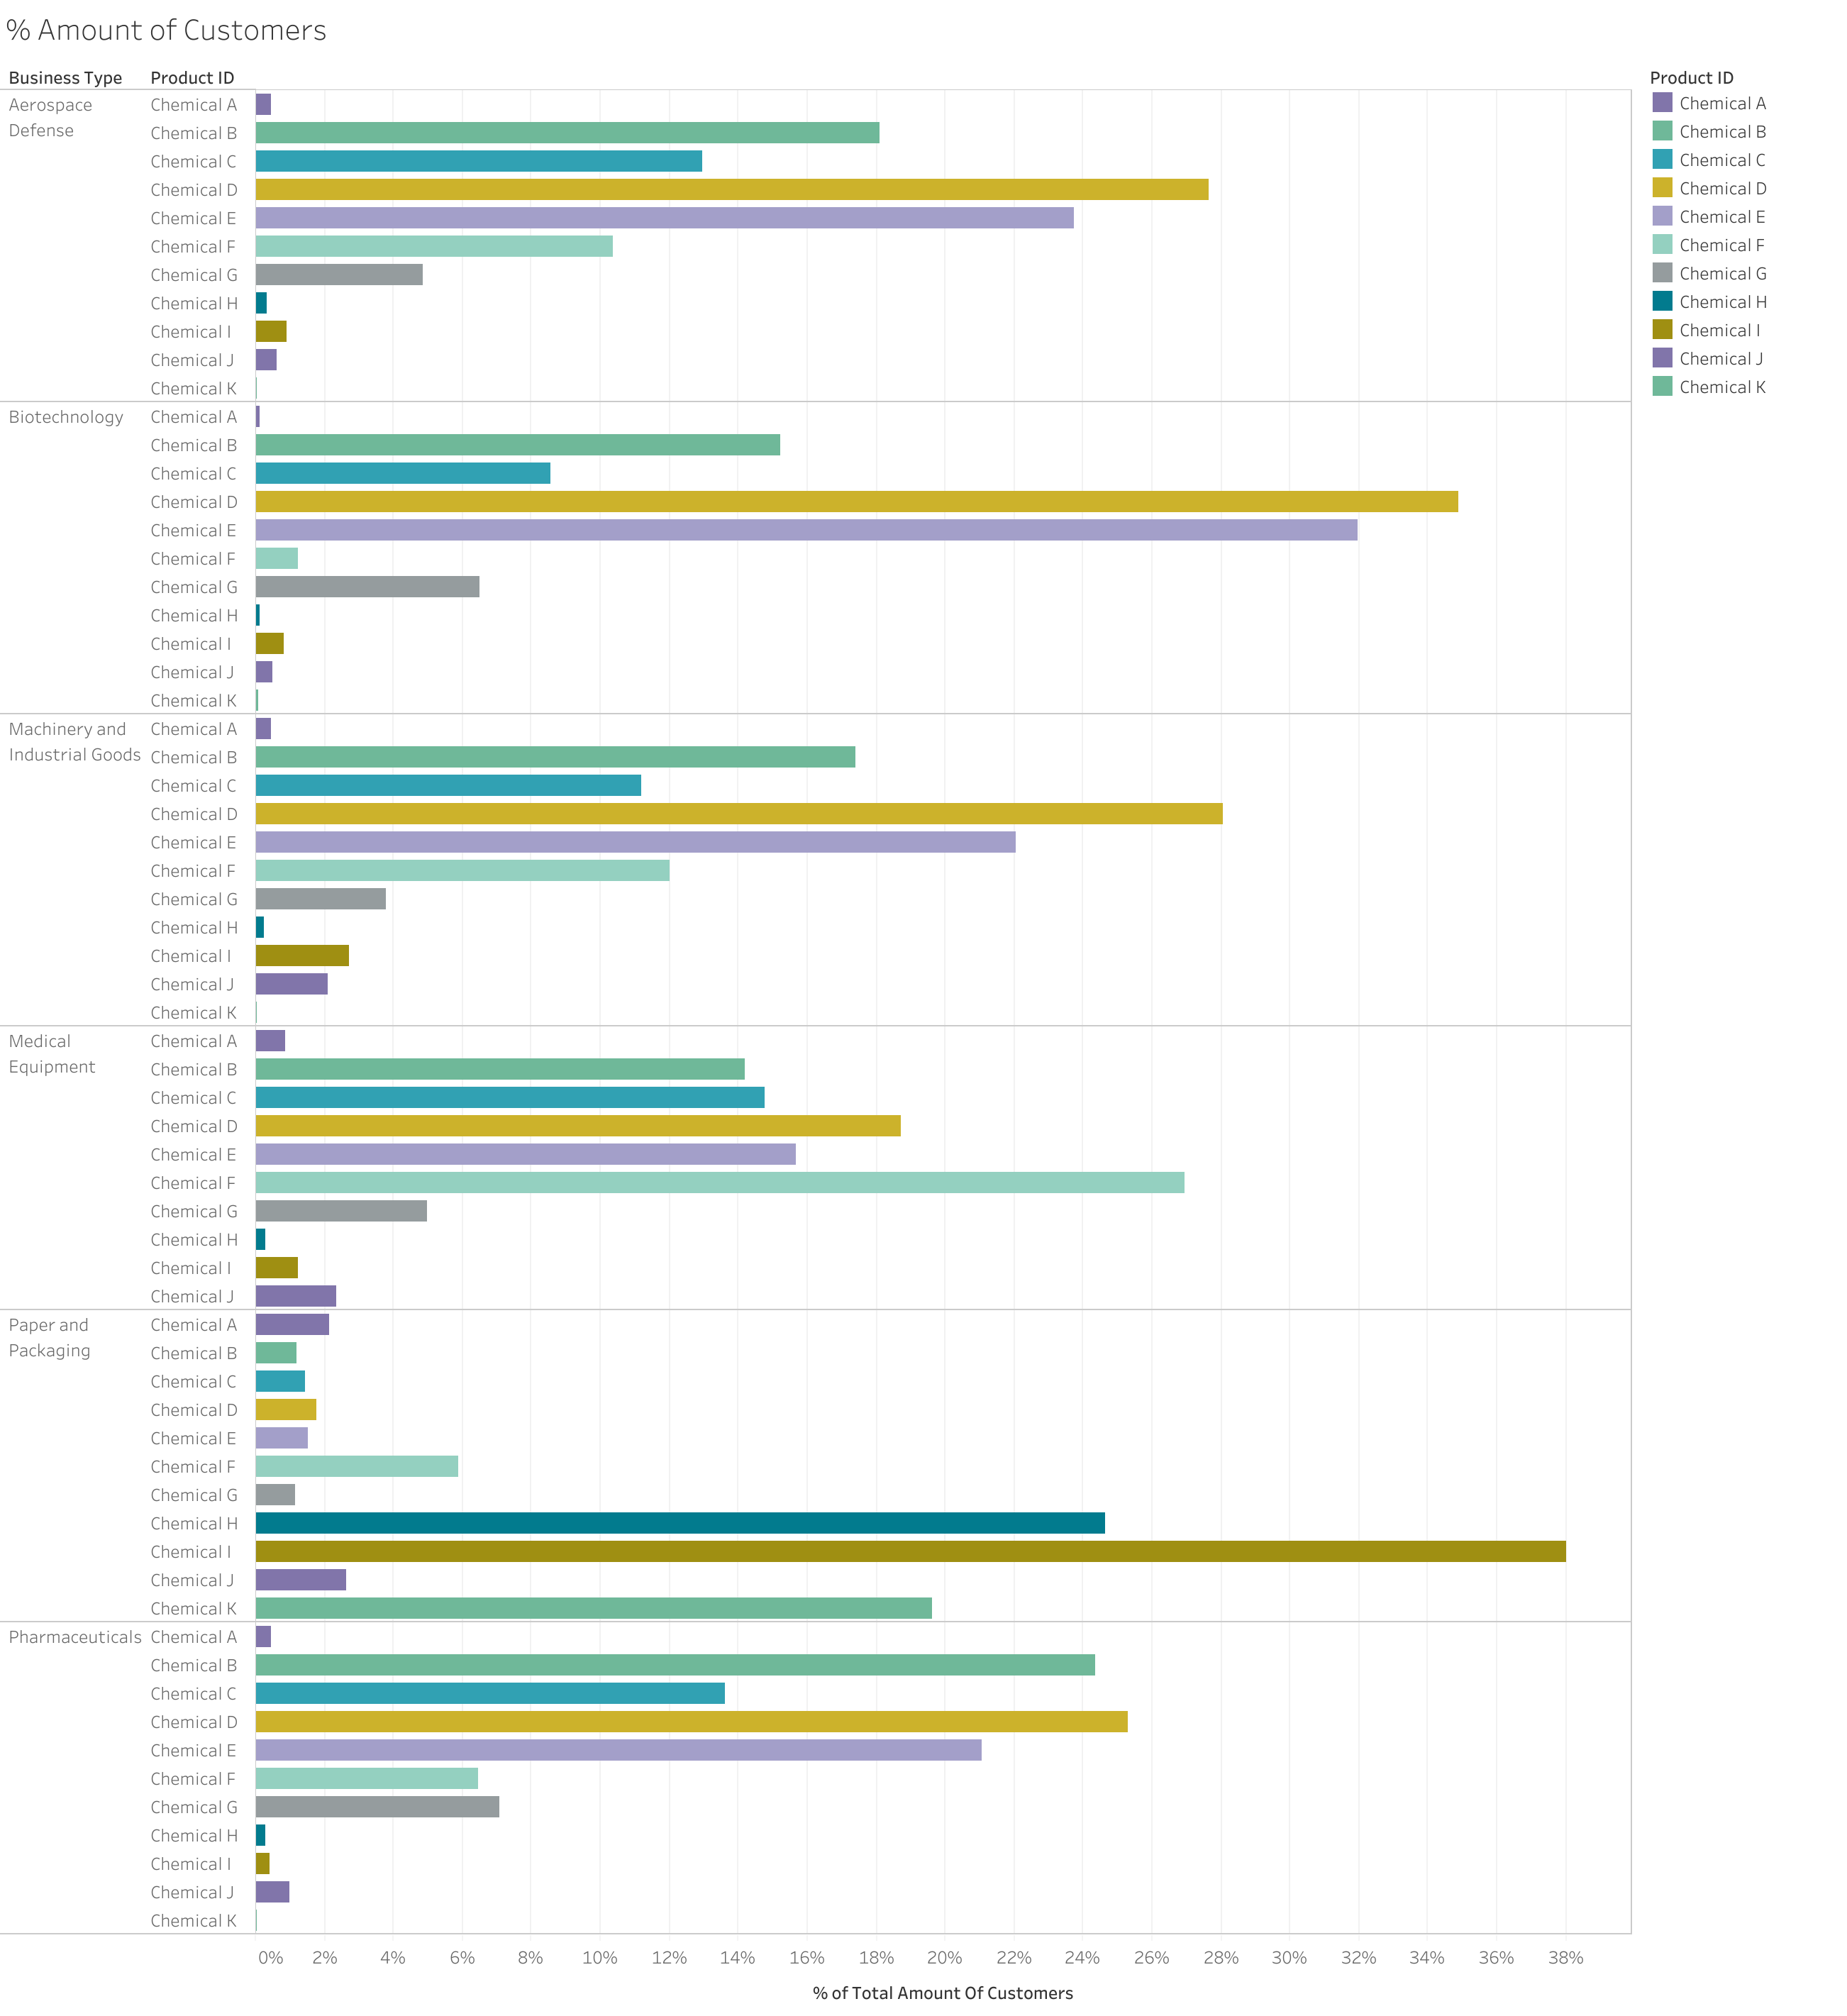 % Amount of Customers
Business Type Product ID
Aerospace Chemical A
Defense Chemical B
Chemical C
Chemical D
Chemical E
Chemical F
Chemical G
Chemical H
Chemical I
Chemical J
Chemical K
Biotechnology Chemical A
Chemical B
Chemical C
Chemical D
Chemical E
Chemical F
Chemical G
Chemical H
Chemical I
Chemical J
Chemical K
Machinery and Chemical A
Industrial Goods Chemical B
Chemical C
Chemical D
Chemical E
Chemical F
Chemical G
Chemical H
Chemical I
Chemical J
Chemical K
Medical Chemical A
Equipment Chemical B
Chemical C
Chemical D
Chemical E
Chemical F
Chemical G
Chemical H
Chemical I
Chemical J
Paper and Chemical A
Packaging Chemical B
Chemical C
Chemical D
Chemical E
Chemical F
Chemical G
Chemical H
Chemical I
Chemical J
Chemical K
Pharmaceuticals Chemical A
Chemical B
Chemical C
Chemical D
Chemical E
Chemical F
Chemical G
Chemical H
Chemical I
Chemical J
Chemical K
0% 2% 4% 6% 8% 10% 12% 14% 16% 18% 20% 22% 24% 26% 28% 30% 32% 34% 36% 38%
% of Total Amount Of Customers
Product ID
Chemical A
Chemical B
Chemical C
Chemical D
Chemical E
Chemical F
Chemical G
Chemical H
Chemical I
Chemical J
Chemical K